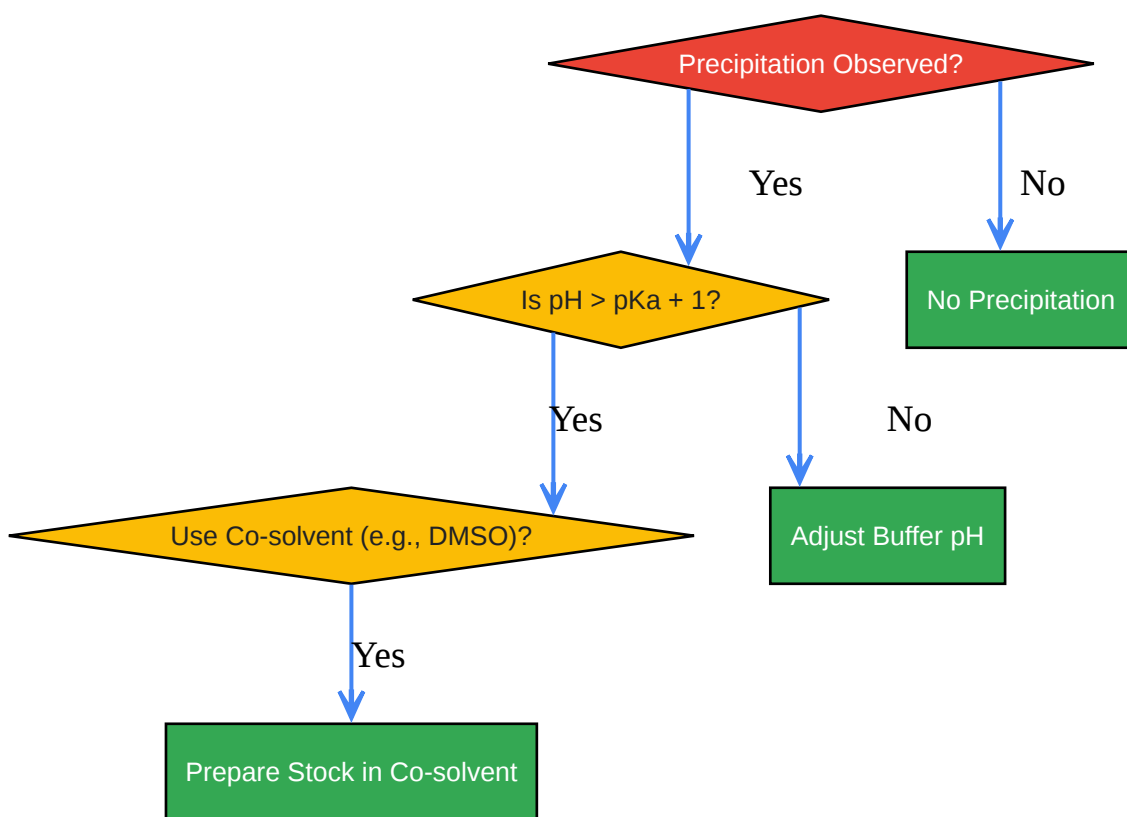 Precipitation Observed?
Yes
No
Is pH > pKa + 1?
No Precipitation
Yes
No
Use Co-solvent (e.g., DMSO)?
Adjust Buffer pH
Yes
Prepare Stock in Co-solvent